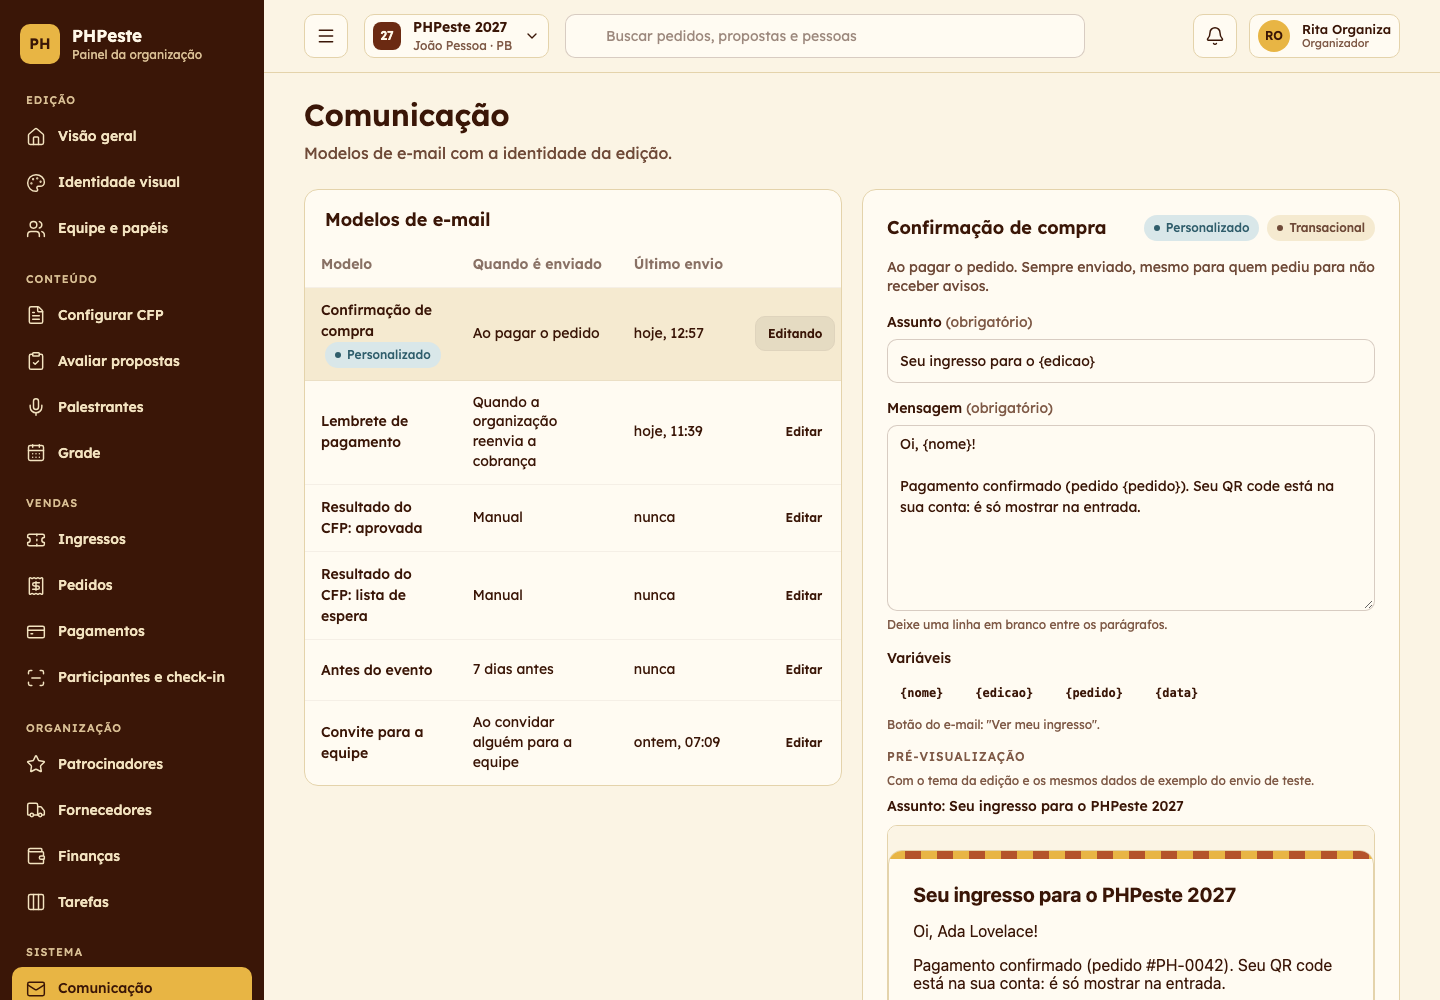 PH
PHPeste
Painel da organização
EDIÇÃO
Visão geral
Identidade visual
Equipe e papéis
CONTEÚDO
Configurar CFP
Avaliar propostas
Palestrantes
Grade
VENDAS
Ingressos
Pedidos
Pagamentos
Participantes e check-in
ORGANIZAÇÃO
Patrocinadores
Fornecedores
Finanças
Tarefas
SISTEMA
Comunicação
27
PHPeste 2027
João Pessoa · PB
Buscar pedidos, propostas e pessoas
RO
Rita Organiza
Organizador
Comunicação
Modelos de e-mail com a identidade da edição.
Modelos de e-mail
Modelo Quando é enviado Último envio
Confirmação de
compra
Personalizado
Ao pagar o pedido
hoje, 12:57
Editando
Lembrete de
pagamento
Quando a
organização
reenvia a
cobrança
hoje, 11:39
Editar
Resultado do
CFP: aprovada
Manual
nunca
Editar
Resultado do
CFP: lista de
espera
Manual
nunca
Editar
Antes do evento
7 dias antes
nunca
Editar
Convite para a
equipe
Ao convidar
alguém para a
equipe
ontem, 07:09
Editar
Confirmação de compra
Personalizado
Transacional
Ao pagar o pedido. Sempre enviado, mesmo para quem pediu para não
receber avisos.
Assunto (obrigatório)
Seu ingresso para o {edicao}
Mensagem (obrigatório)
Oi, {nome}!
Pagamento confirmado (pedido {pedido}). Seu QR code está na
sua conta: é só mostrar na entrada.
Deixe uma linha em branco entre os parágrafos.
Variáveis
{nome} {edicao} {pedido} {data}
Botão do e-mail: "Ver meu ingresso".
PRÉ-VISUALIZAÇÃO
Com o tema da edição e os mesmos dados de exemplo do envio de teste.
Assunto: Seu ingresso para o PHPeste 2027
Seu ingresso para o PHPeste 2027
Oi, Ada Lovelace!
Pagamento confirmado (pedido #PH-0042). Seu QR code
está na sua conta: é só mostrar na entrada.